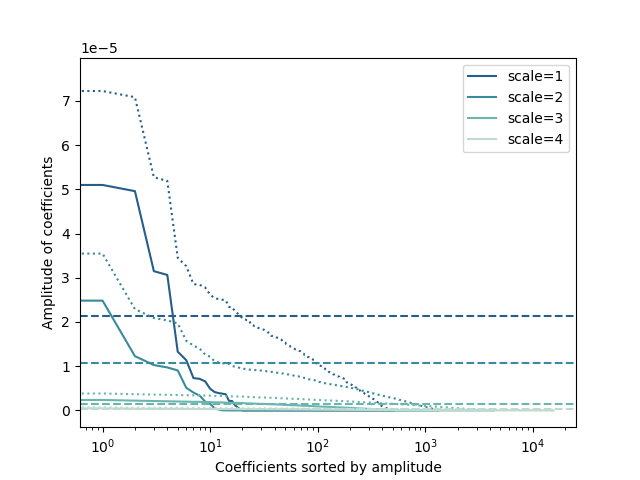 1e−5
7
6
5
4
3
2
1
0
Amplitude of coefficients
10⁰ 10¹ 10² 10³ 10⁴
Coefficients sorted by amplitude
scale=1
scale=2
scale=3
scale=4